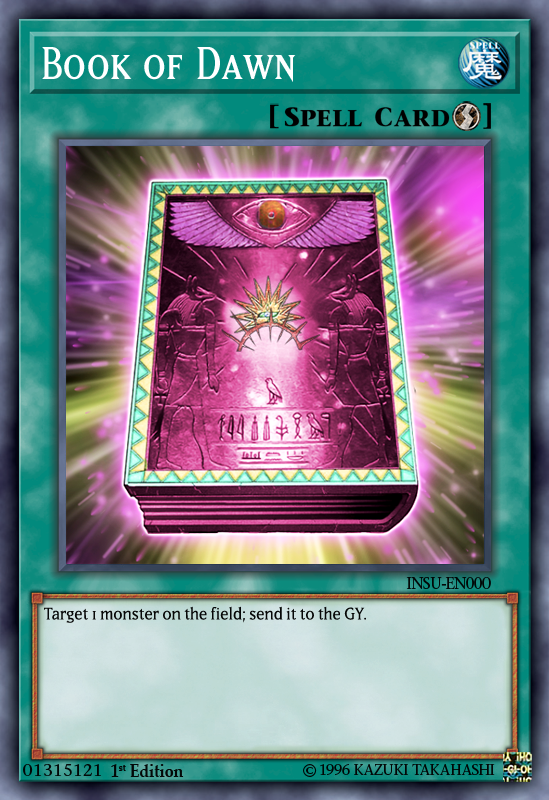 Book of Dawn
SPELL
魔
[Spell Card]
INSU-EN000
Target 1 monster on the field; send it to the GY.
01315121 1st Edition ©1996 KAZUKI TAKAHASHI